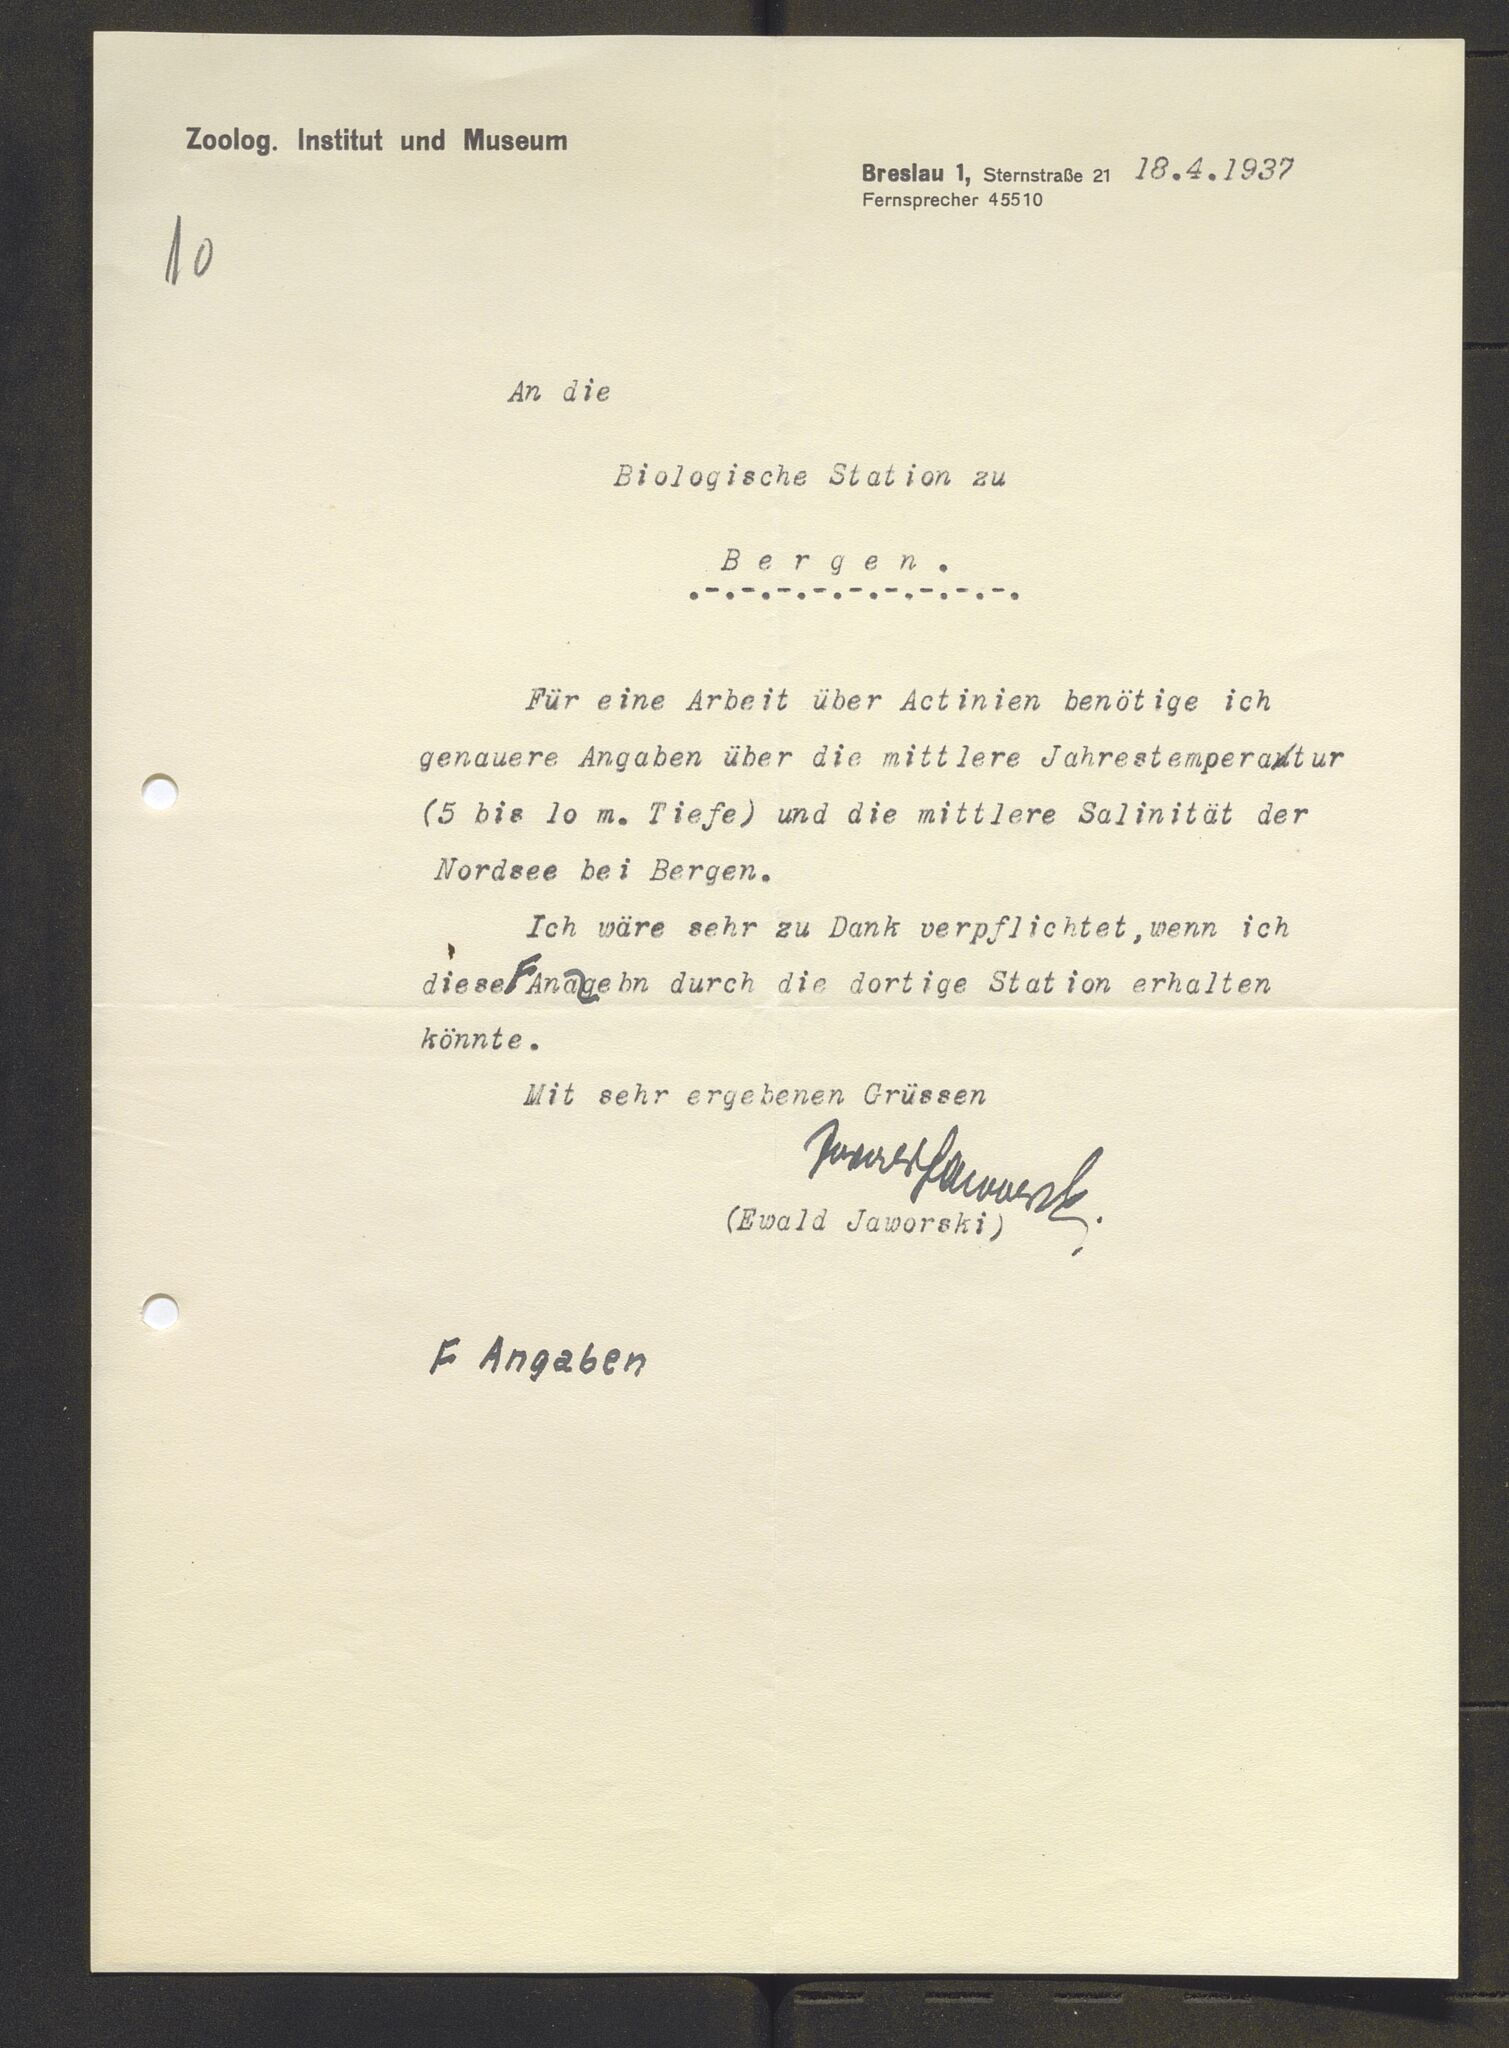 Zoolog. Institut und Museum
Breslau 1, Sternstraße 21 18.4.1937
Fernsprecher 45510
10
An die
Biologische Station zu
B e r g e n .
.-.-.-.-.-.-.-.-.-.
Für eine Arbeit über Actinien benötige ich
genauere Angaben über die mittlere Jahrestemperatur
(5 bis lo m. Tiefe) und die mittlere Salinität der
Nordsee bei Bergen.
Ich wäre sehr zu Dank verpflichtet,wenn ich
diese F Anagebn durch die dortige Station erhalten
könnte.
Mit sehr ergebenen Grüssen
(Ewald Jaworski)
F Angaben